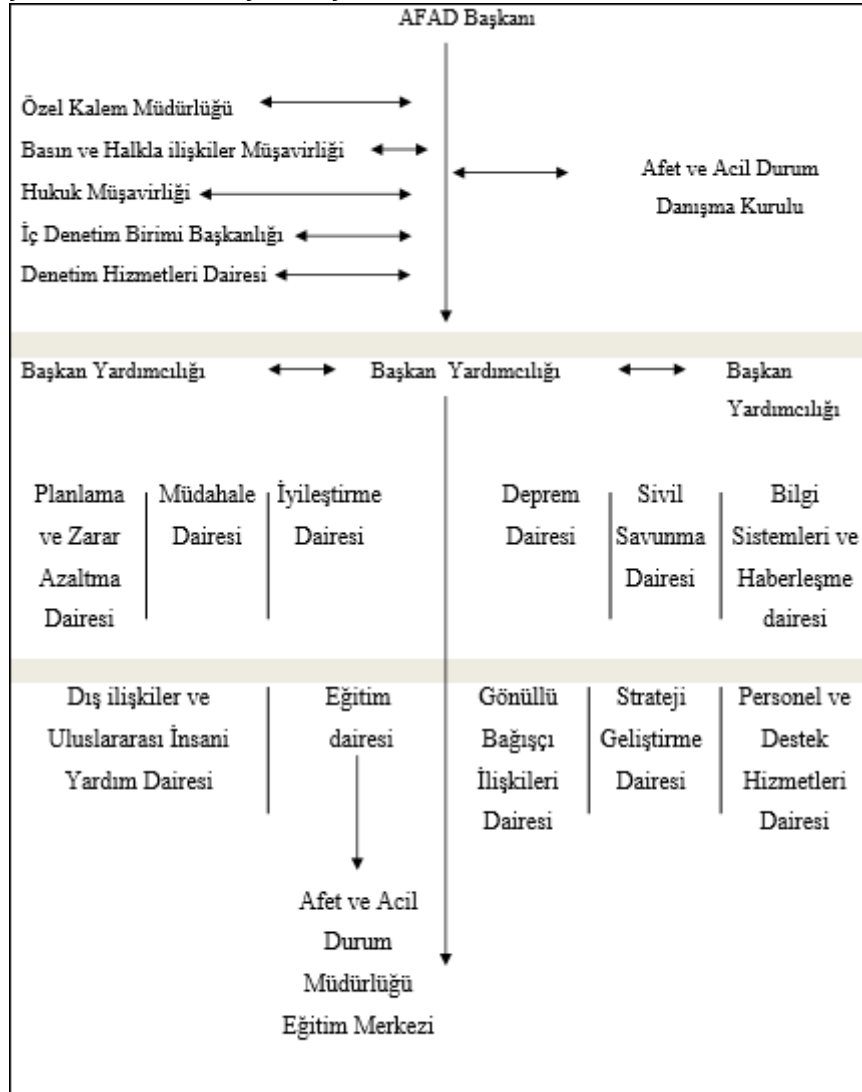 AFAD Başkanı
Özel Kalem Müdürlüğü
Basın ve Halkla ilişkiler Müşavirliği
Hukuk Müşavirliği
İç Denetim Birimi Başkanlığı
Denetim Hizmetleri Dairesi
Afet ve Acil Durum
Danışma Kurulu
Başkan Yardımcılığı
Başkan Yardımcılığı
Başkan
Yardımcılığı
Planlama
ve Zarar
Azaltma
Dairesi
Müdahale
Dairesi
İyileştirme
Dairesi
Deprem
Dairesi
Sivil
Savunma
Dairesi
Bilgi
Sistemleri ve
Haberleşme
dairesi
Dış ilişkiler ve
Uluslararası İnsani
Yardım Dairesi
Eğitim
dairesi
Gönüllü
Bağışçı
İlişkileri
Dairesi
Strateji
Geliştirme
Dairesi
Personel ve
Destek
Hizmetleri
Dairesi
Afet ve Acil
Durum
Müdürlüğü
Eğitim Merkezi